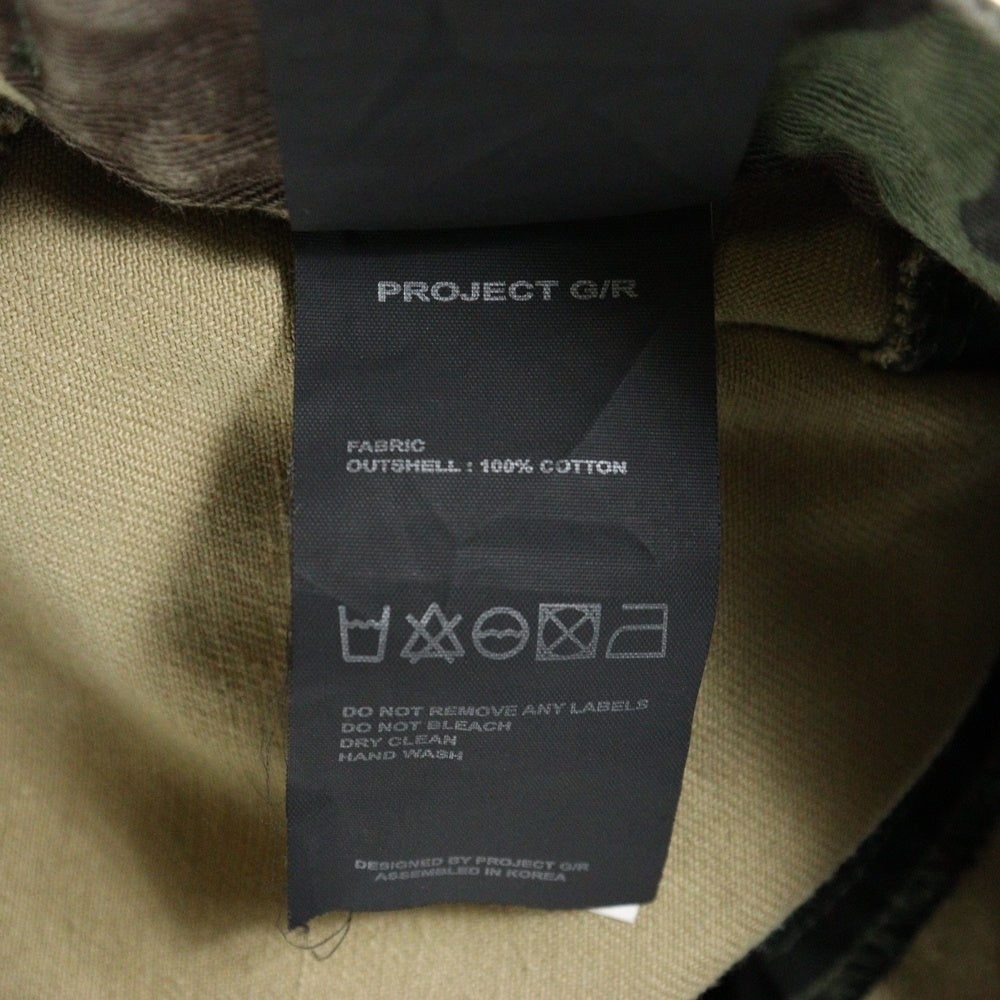 PROJECT G/R
FABRIC
OUTSHELL : 100% COTTON
DO NOT REMOVE ANY LABELS
DO NOT BLEACH
DRY CLEAN
HAND WASH
DESIGNED BY PROJECT G/R
ASSEMBLED IN KOREA